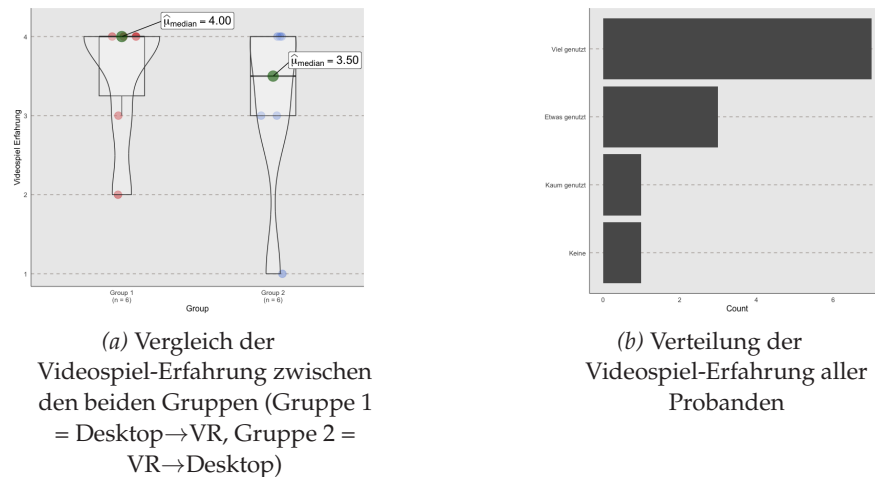 4
3
2
1
Videospiel Erfahrung
μ̂median = 4.00
μ̂median = 3.50
Group 1
(n = 6)
Group 2
(n = 6)
Group
Viel genutzt
Etwas genutzt
Kaum genutzt
Keine
0
2
4
6
Count
(a) Vergleich der
Videospiel-Erfahrung zwischen
den beiden Gruppen (Gruppe 1
= Desktop→VR, Gruppe 2 =
VR→Desktop)
(b) Verteilung der
Videospiel-Erfahrung aller
Probanden